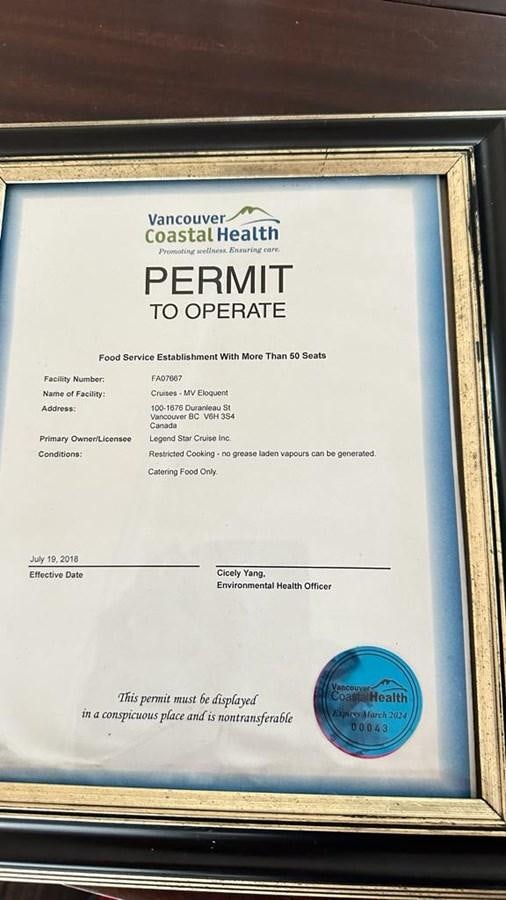 Vancouver
Coastal Health
Promoting wellness. Ensuring care.
PERMIT
TO OPERATE
Food Service Establishment With More Than 50 Seats
Facility Number: FA07667
Name of Facility: Cruises - MV Eloquent
Address: 100-1676 Duranleau St
Vancouver BC V6H 3S4
Canada
Primary Owner/Licensee Legend Star Cruise Inc.
Conditions: Restricted Cooking - no grease laden vapours can be generated.
Catering Food Only.
July 19, 2018
Effective Date
Cicely Yang,
Environmental Health Officer
This permit must be displayed
in a conspicuous place and is nontransferable
Vancouver
Coastal Health
Expires March 2024
00043